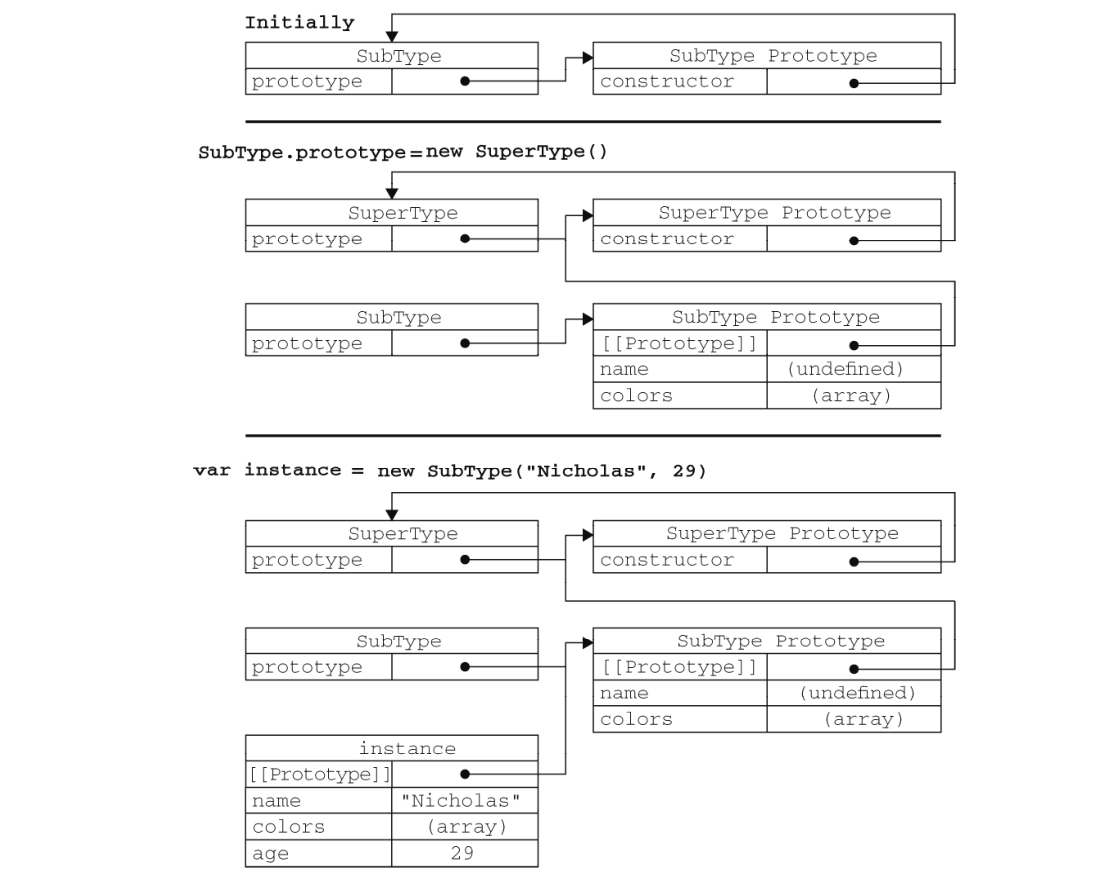 Initially
SubType
SubType Prototype
prototype
constructor
SubType.prototype=new SuperType()
SuperType
SuperType Prototype
prototype
constructor
SubType
SubType Prototype
prototype
[[Prototype]]
name (undefined)
colors (array)
var instance = new SubType("Nicholas", 29)
SuperType
SuperType Prototype
prototype
constructor
SubType
SubType Prototype
prototype
[[Prototype]]
name (undefined)
colors (array)
instance
[[Prototype]]
name "Nicholas"
colors (array)
age 29